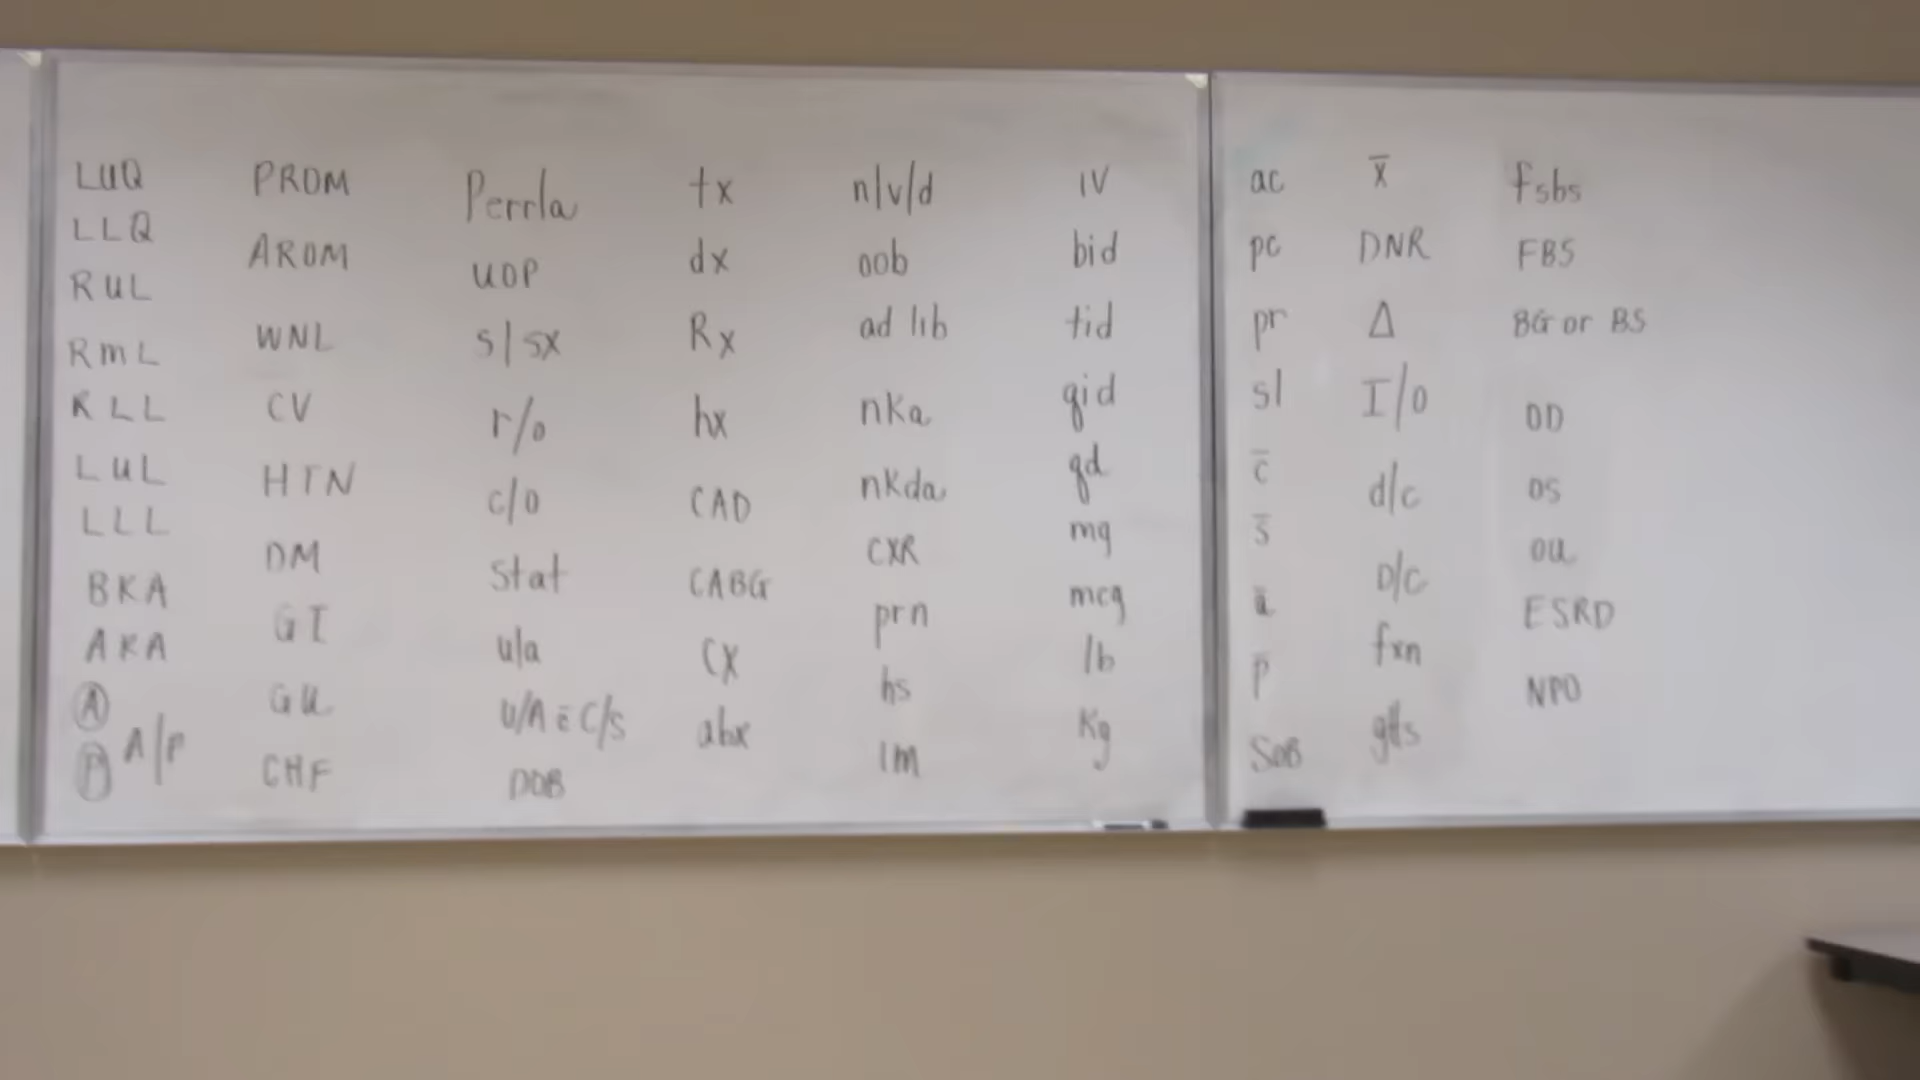 LUQ
LLQ
RUL
RML
RLL
LUL
LLL
BKA
AKA
Ⓐ
Ⓟ A/P
PROM
AROM
WNL
CV
HTN
DM
GI
GU
CHF
Perrla
UOP
s/sx
r/o
c/o
Stat
u/a
U/A c̄ C/S
DOB
tx
dx
Rx
hx
CAD
CABG
CX
abx
n/v/d
oob
ad lib
nKa
nKda
CXR
prn
hs
IM
IV
bid
tid
qid
qd
mg
mcg
lb
Kg
ac
pc
pr
sl
c̄
s̄
ā
p̄
SOB
x̄
DNR
Δ
I/O
d/c
D/C
fxn
gtts
fsbs
FBS
BG or BS
OD
OS
OU
ESRD
NPO